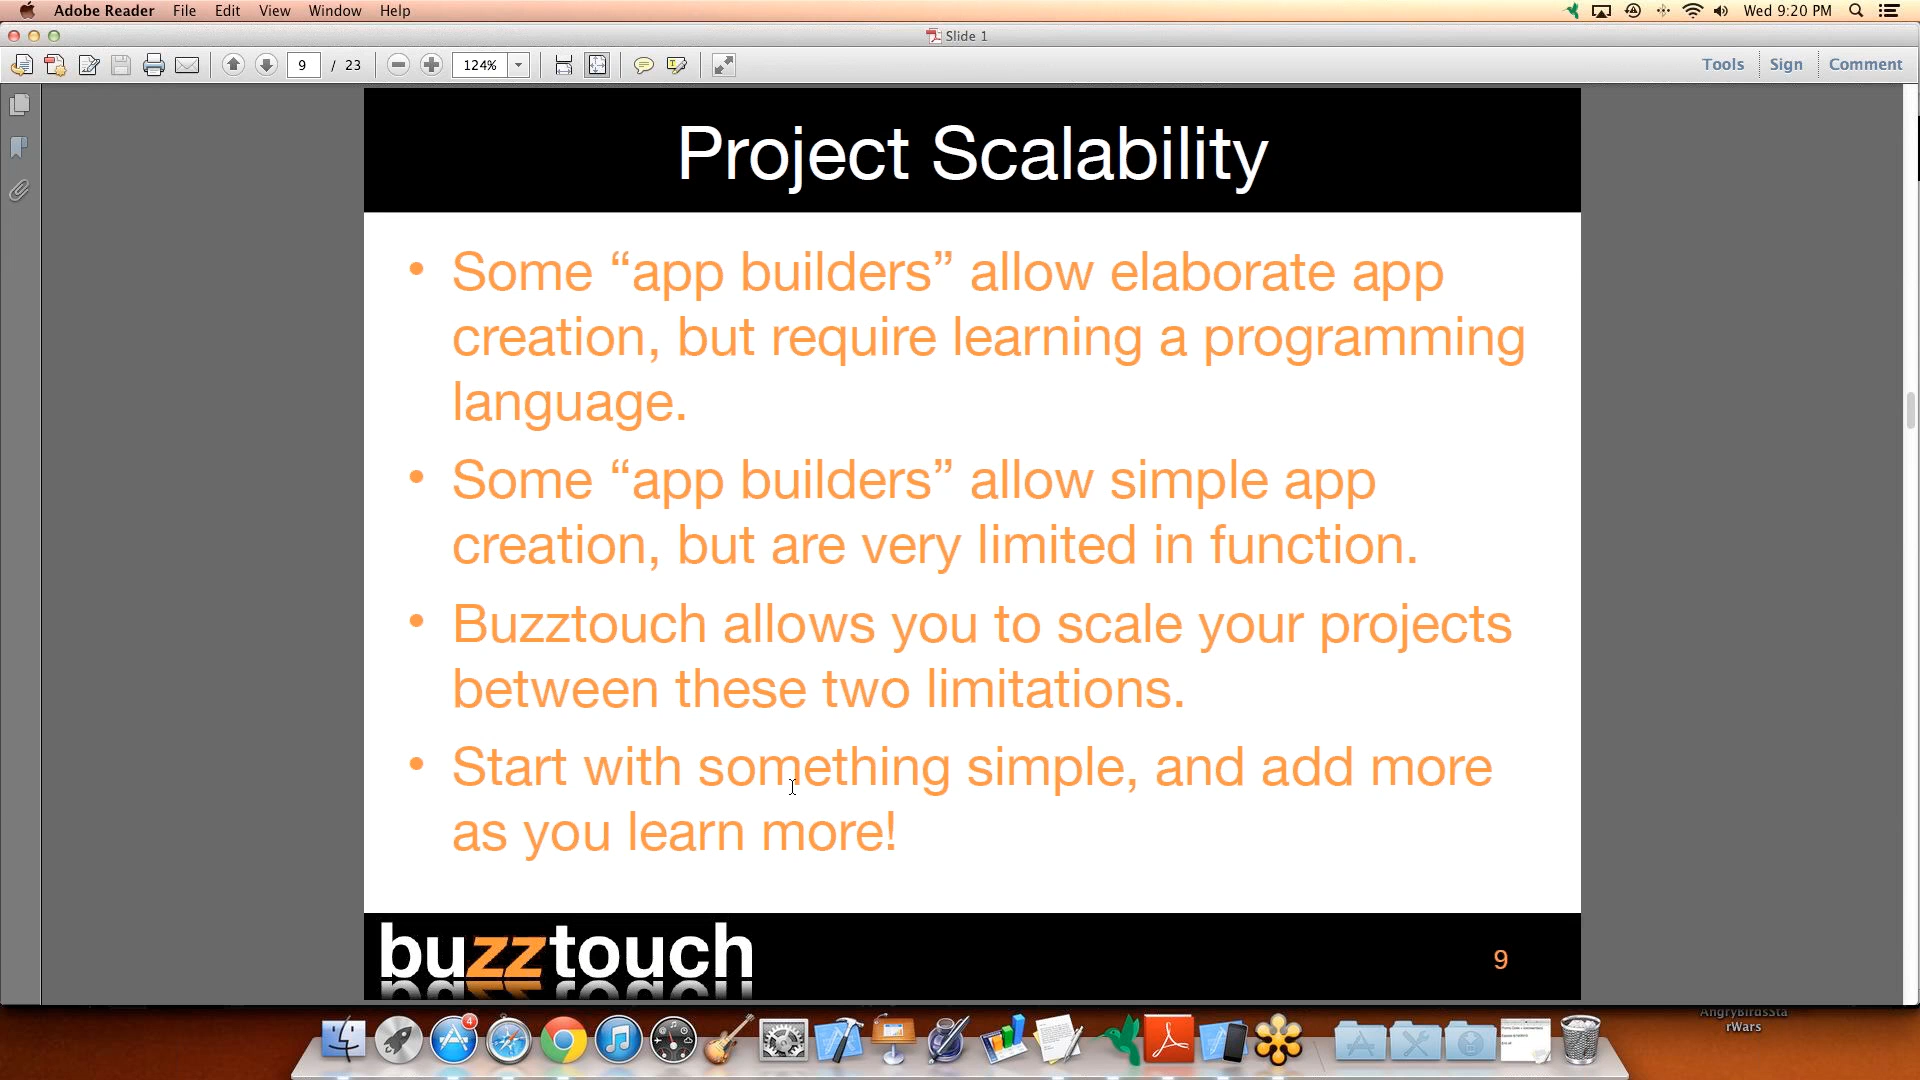 Adobe Reader File Edit View Window Help Wed 9:20 PM
Slide 1
9 / 23 124% Tools Sign Comment
Project Scalability
• Some “app builders” allow elaborate app
creation, but require learning a programming
language.
• Some “app builders” allow simple app
creation, but are very limited in function.
• Buzztouch allows you to scale your projects
between these two limitations.
• Start with something simple, and add more
as you learn more!
buzztouch
9
AngryBirdsSta
rWars
4